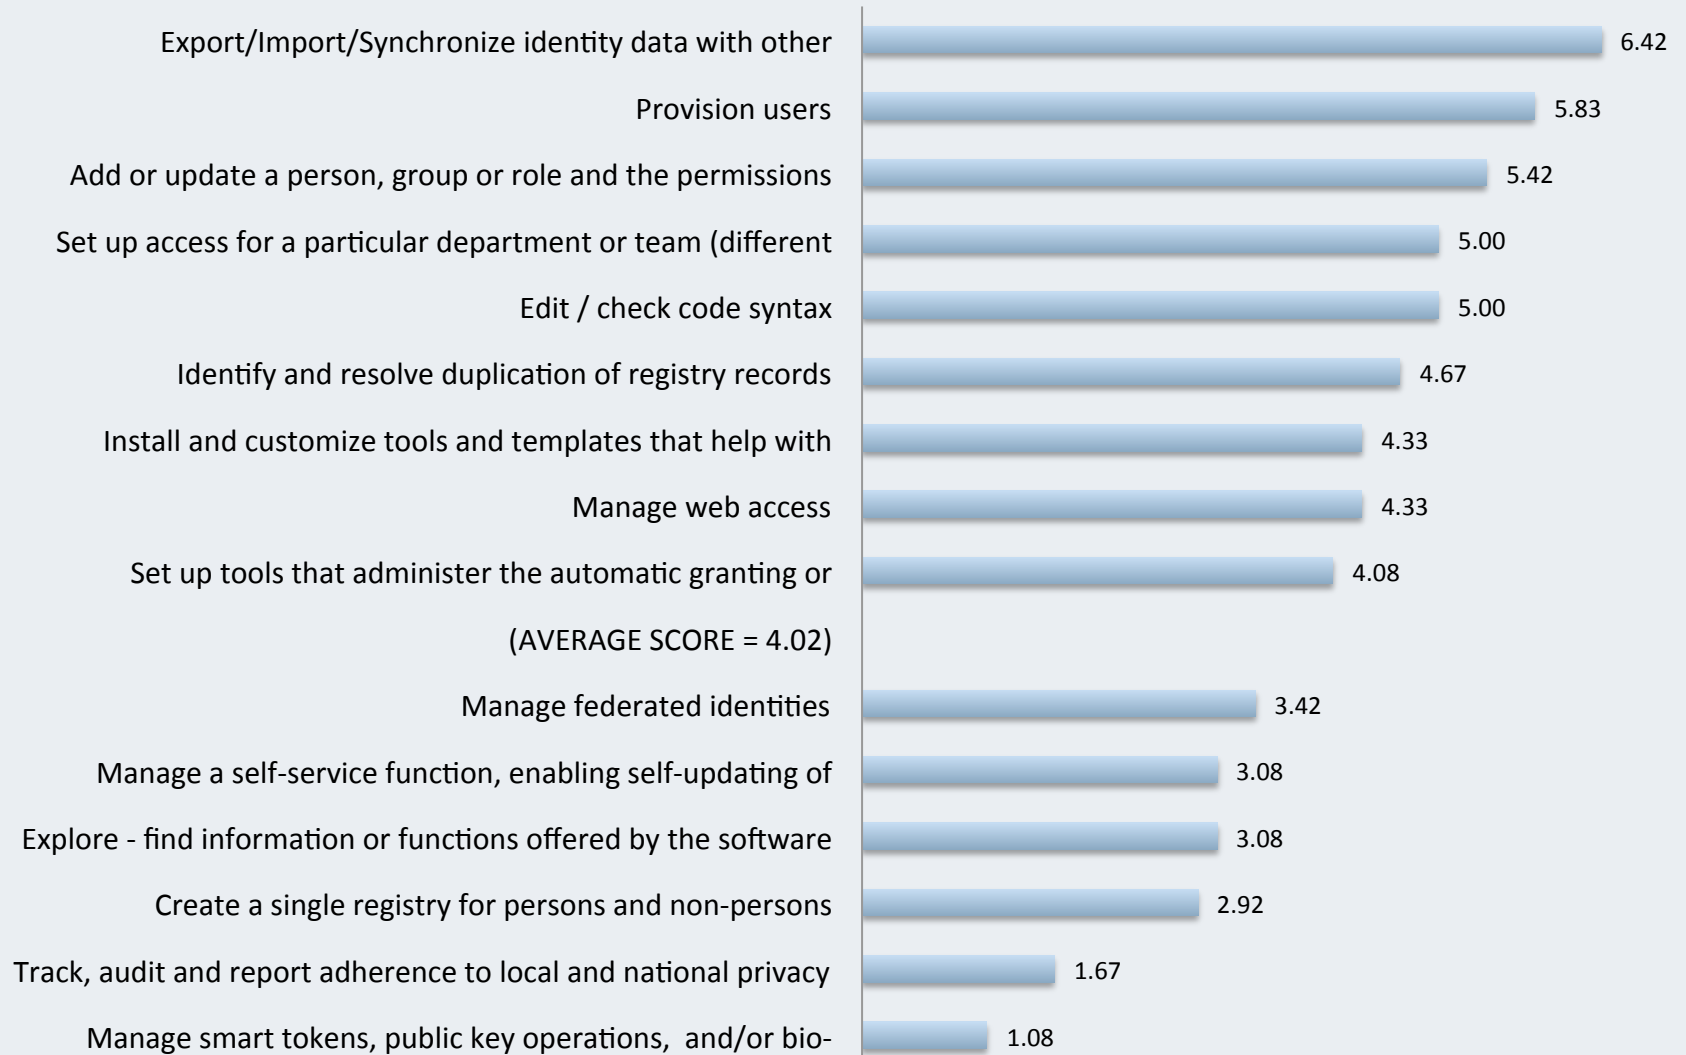 Export/Import/Synchronize identity data with other 6.42
Provision users 5.83
Add or update a person, group or role and the permissions 5.42
Set up access for a particular department or team (different 5.00
Edit / check code syntax 5.00
Identify and resolve duplication of registry records 4.67
Install and customize tools and templates that help with 4.33
Manage web access 4.33
Set up tools that administer the automatic granting or 4.08
(AVERAGE SCORE = 4.02)
Manage federated identities 3.42
Manage a self-service function, enabling self-updating of 3.08
Explore - find information or functions offered by the software 3.08
Create a single registry for persons and non-persons 2.92
Track, audit and report adherence to local and national privacy 1.67
Manage smart tokens, public key operations,  and/or bio- 1.08